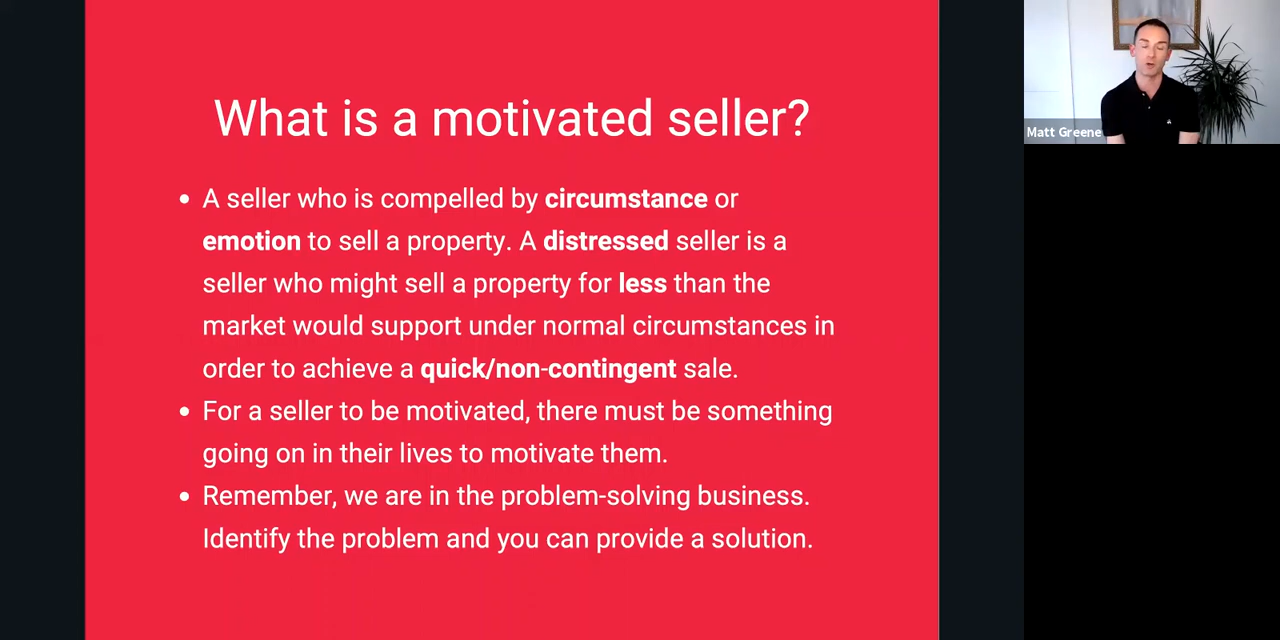 What is a motivated seller?
• A seller who is compelled by circumstance or
emotion to sell a property. A distressed seller is a
seller who might sell a property for less than the
market would support under normal circumstances in
order to achieve a quick/non-contingent sale.
• For a seller to be motivated, there must be something
going on in their lives to motivate them.
• Remember, we are in the problem-solving business.
Identify the problem and you can provide a solution.
Matt Greene